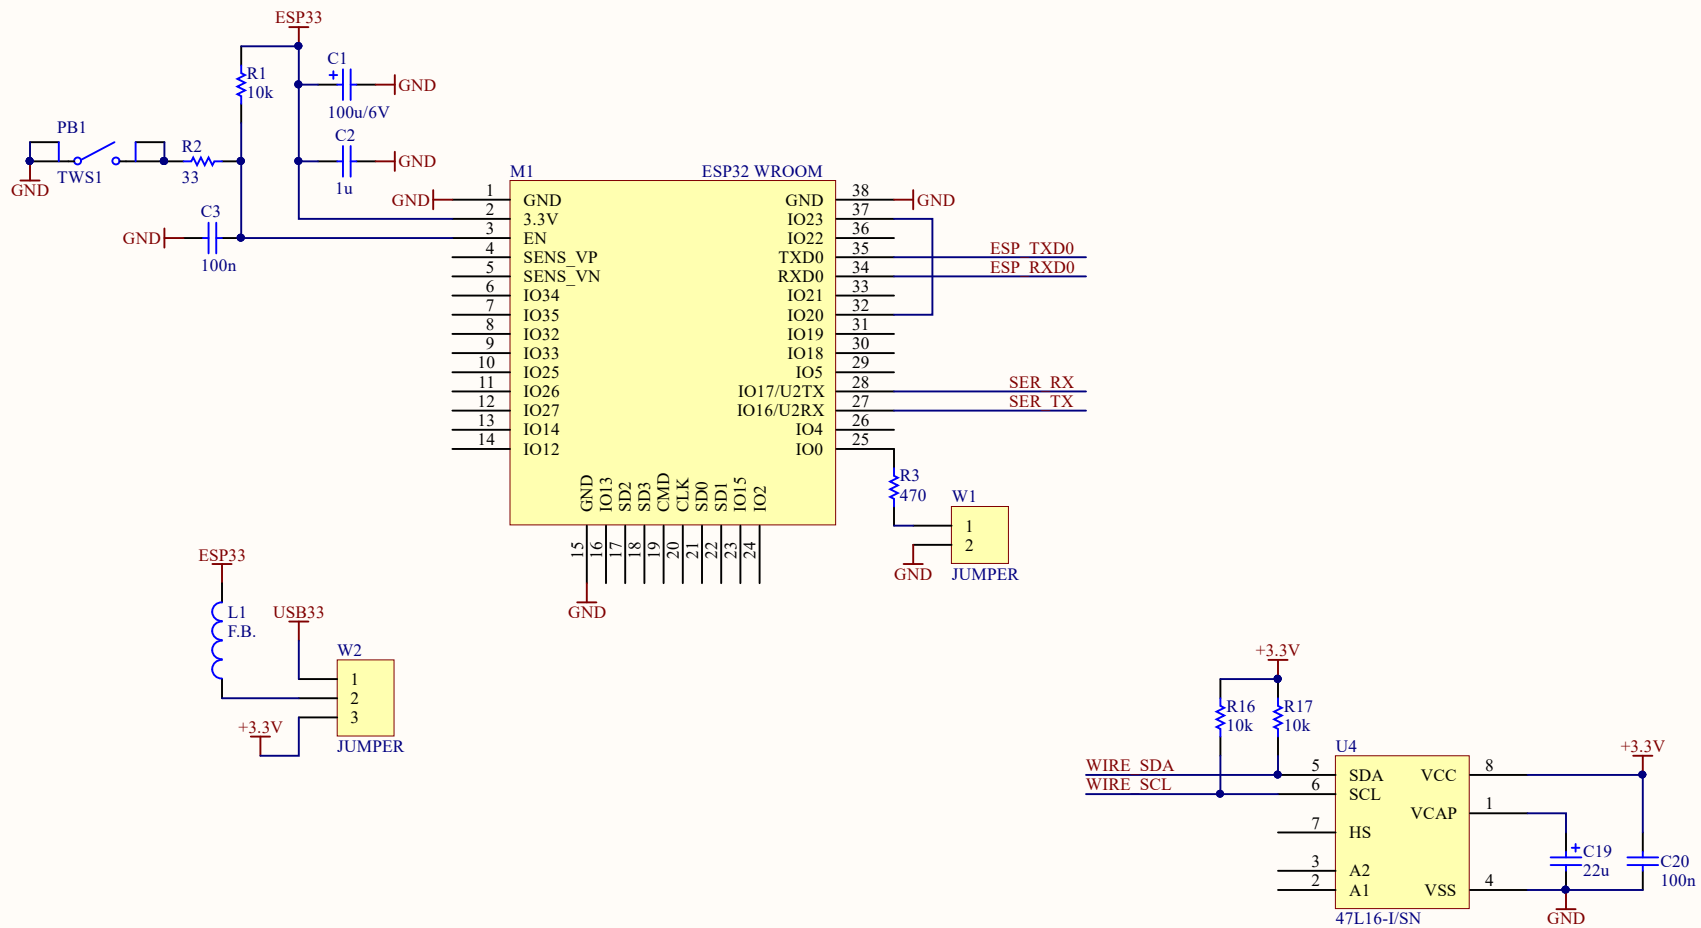 ESP33
R1
10k
C1
+
100u/6V
GND
C2
1u
GND
PB1
TWS1
GND
R2
33
C3
100n
GND
M1
ESP32 WROOM
GND
1
GND
2
3.3V
3
EN
4
SENS_VP
5
SENS_VN
6
IO34
7
IO35
8
IO32
9
IO33
10
IO25
11
IO26
12
IO27
13
IO14
14
IO12
GND
38
GND
IO23
37
IO22
36
TXD0
35
ESP_TXD0
RXD0
34
ESP_RXD0
IO21
33
IO20
32
IO19
31
IO18
30
IO5
29
IO17/U2TX
28
SER_RX
IO16/U2RX
27
SER_TX
IO4
26
IO0
25
GND
IO13
SD2
SD3
CMD
CLK
SD0
SD1
IO15
IO2
15
16
17
18
19
20
21
22
23
24
GND
R3
470
W1
1
2
JUMPER
GND
ESP33
L1
F.B.
USB33
W2
1
2
3
JUMPER
+3.3V
+3.3V
R16
10k
R17
10k
WIRE_SDA
WIRE_SCL
U4
5
SDA
6
SCL
7
HS
3
A2
2
A1
VCC
8
VCAP
1
VSS
4
47L16-I/SN
+3.3V
+
C19
22u
C20
100n
GND